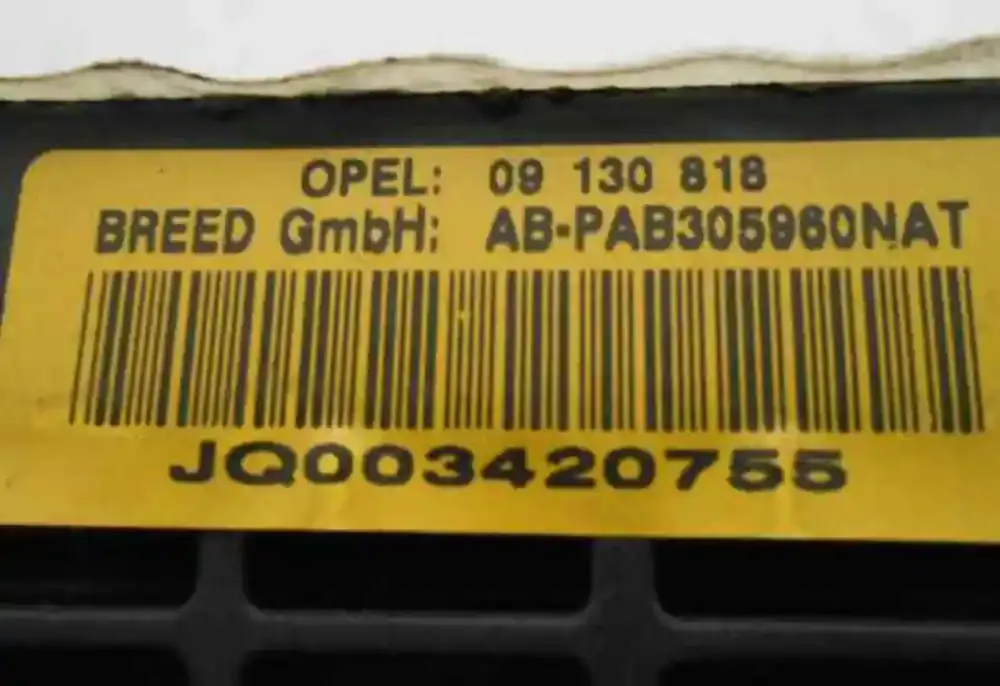 OPEL: 09 130 818
BREED GmbH: AB-PAB305960NAT
JQ003420755